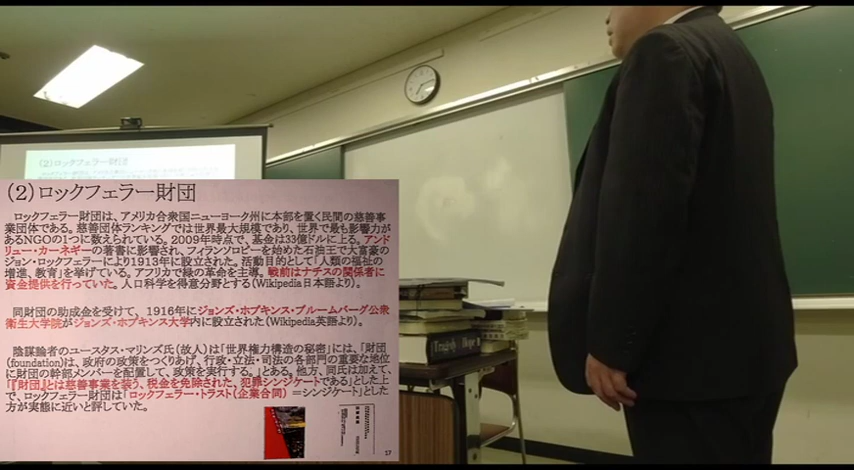 (2)ロックフェラー財団
(2)ロックフェラー財団
ロックフェラー財団は、アメリカ合衆国ニューヨーク州に本部を置く民間の慈善事
業団体である。慈善団体ランキングでは世界最大規模であり、世界で最も影響力が
あるNGOの1つに数えられている。2009年時点で、基金は33億ドルに上る。アンド
リュー・カーネギーの著書に影響され、フィランソロピーを始めた石油王で大富豪の
ジョン・ロックフェラーにより1913年に設立された。活動目的として「人類の福祉の
増進、教育」を挙げている。アフリカで緑の革命を主導。戦前はナチスの関係者に
資金提供を行っていた。人口科学を得意分野とする(Wikipedia日本語より)。
同財団の助成金を受けて、1916年にジョンズ・ホプキンス・ブルームバーグ公衆
衛生大学院がジョンズ・ホプキンス大学内に設立された(Wikipedia英語より)。
陰謀論者のユースタス・マリンズ氏(故人)は「世界権力構造の秘密」には、「財団
(foundation)は、政府の政策をつくりあげ、行政・立法・司法の各部門の重要な地位
に財団の幹部メンバーを配置して、政策を実行する。」とある。他方、同氏は加えて、
「『財団』とは慈善事業を装う、税金を免除された、犯罪シンジケートである」とした上
で、ロックフェラー財団は「ロックフェラー・トラスト(企業合同)=シンジケート」とした
方が実態に近いと評していた。
17